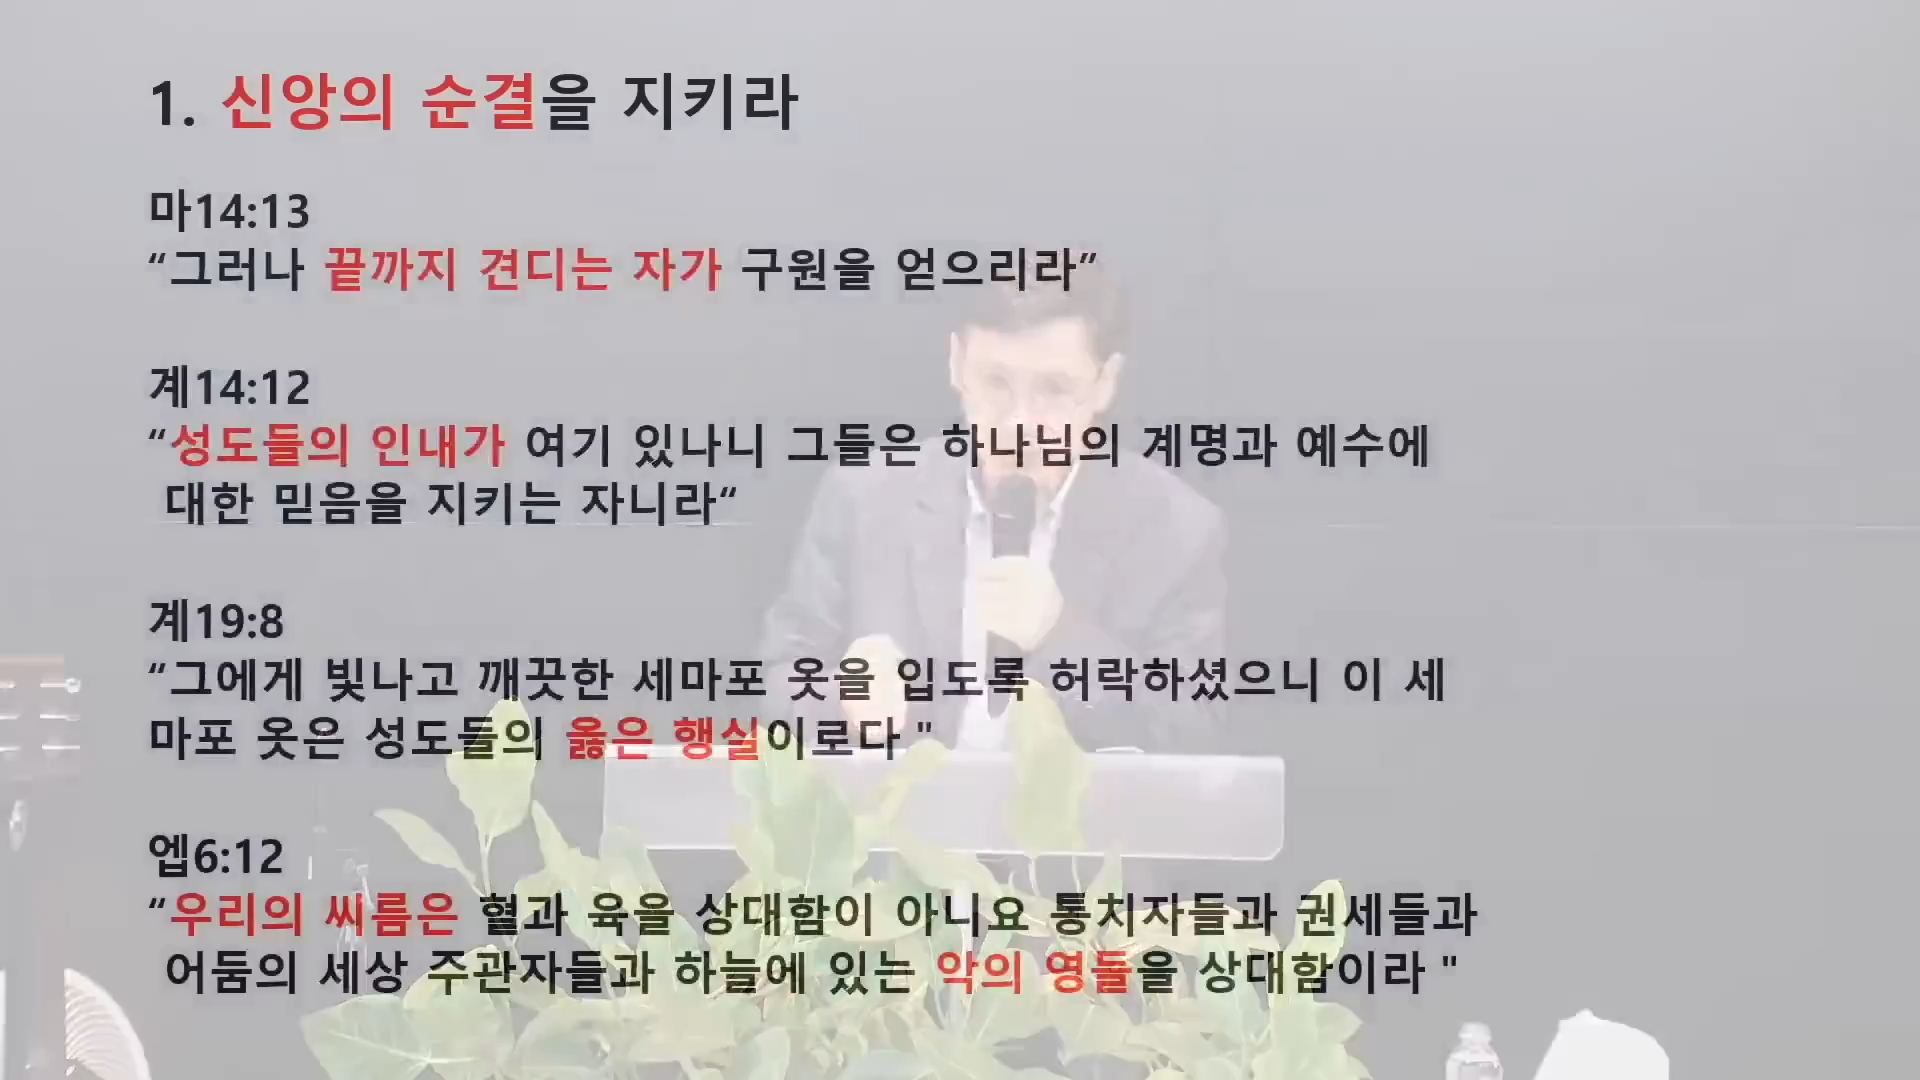 1. 신앙의 순결을 지키라
마14:13
“그러나 끝까지 견디는 자가 구원을 얻으리라”
계14:12
“성도들의 인내가 여기 있나니 그들은 하나님의 계명과 예수에
대한 믿음을 지키는 자니라“
계19:8
“그에게 빛나고 깨끗한 세마포 옷을 입도록 허락하셨으니 이 세
마포 옷은 성도들의 옳은 행실이로다 "
엡6:12
“우리의 씨름은 혈과 육을 상대함이 아니요 통치자들과 권세들과
어둠의 세상 주관자들과 하늘에 있는 악의 영들을 상대함이라 "